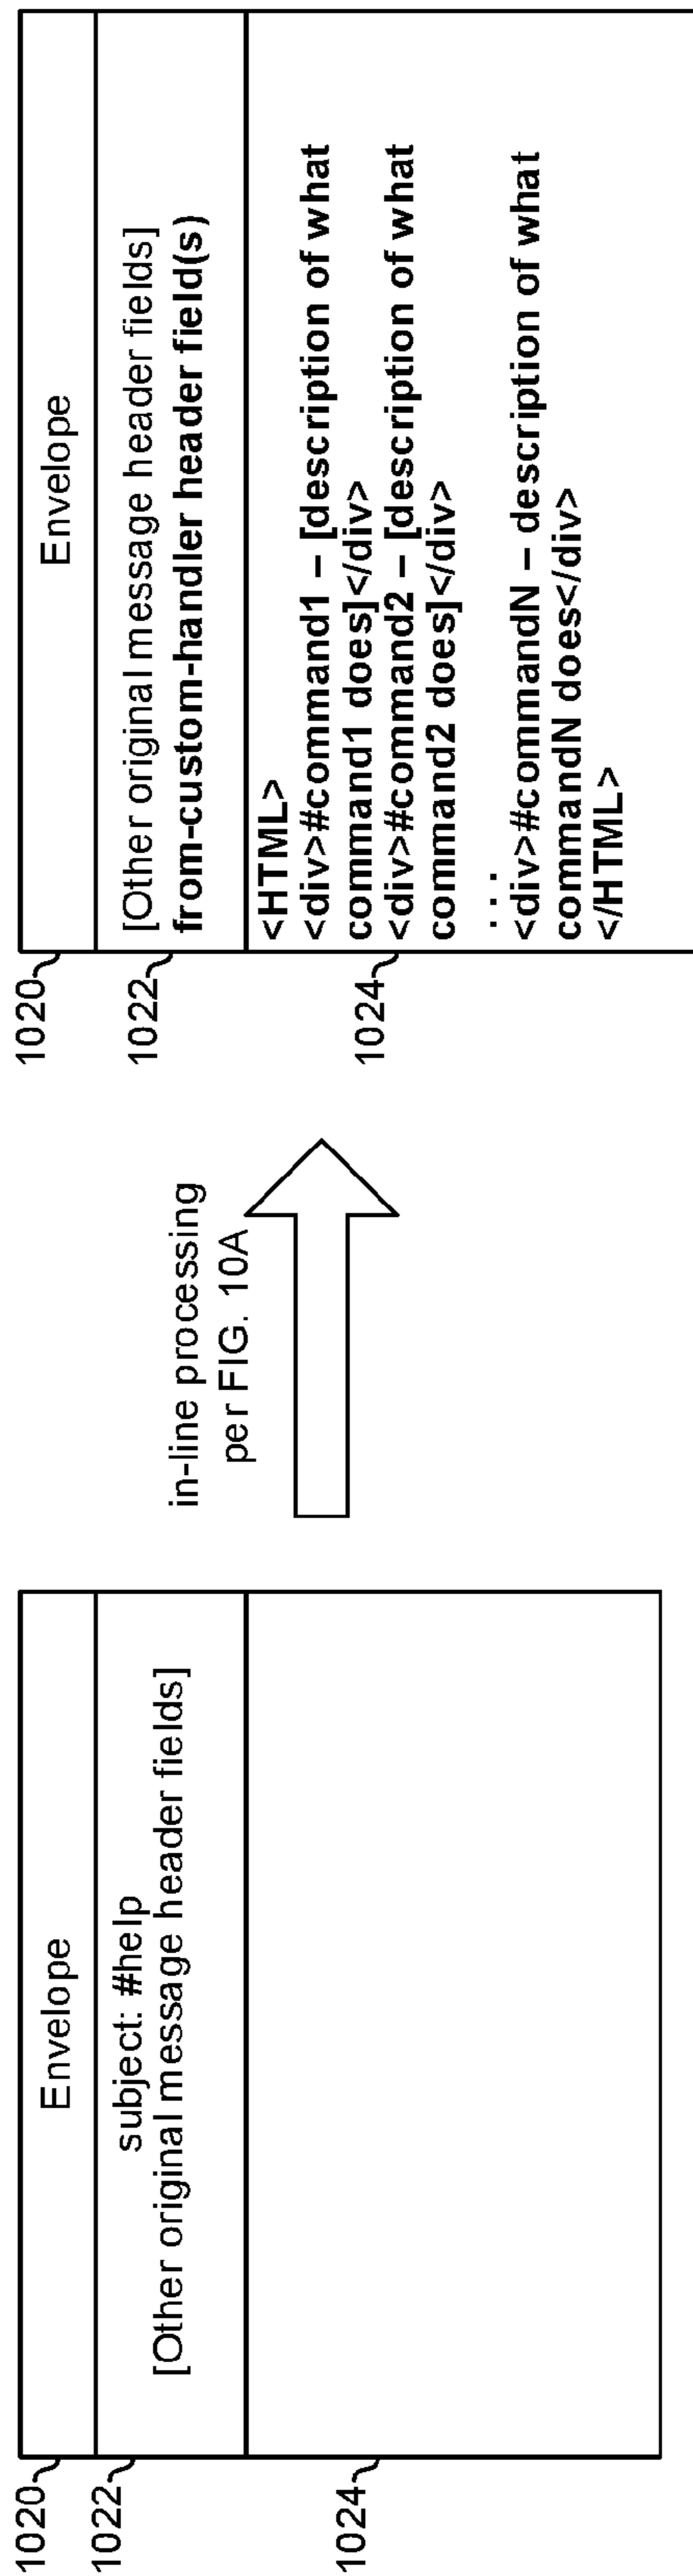 1020
Envelope
1022
subject: #help
[Other original message header fields]
1024
in-line processing
per FIG. 10A
1020
Envelope
1022
[Other original message header fields]
from-custom-handler header field(s)
1024
<HTML>
<div>#command1 – [description of what
command1 does]</div>
<div>#command2 – [description of what
command2 does]</div>
. . .
<div>#commandN – description of what
commandN does</div>
</HTML>